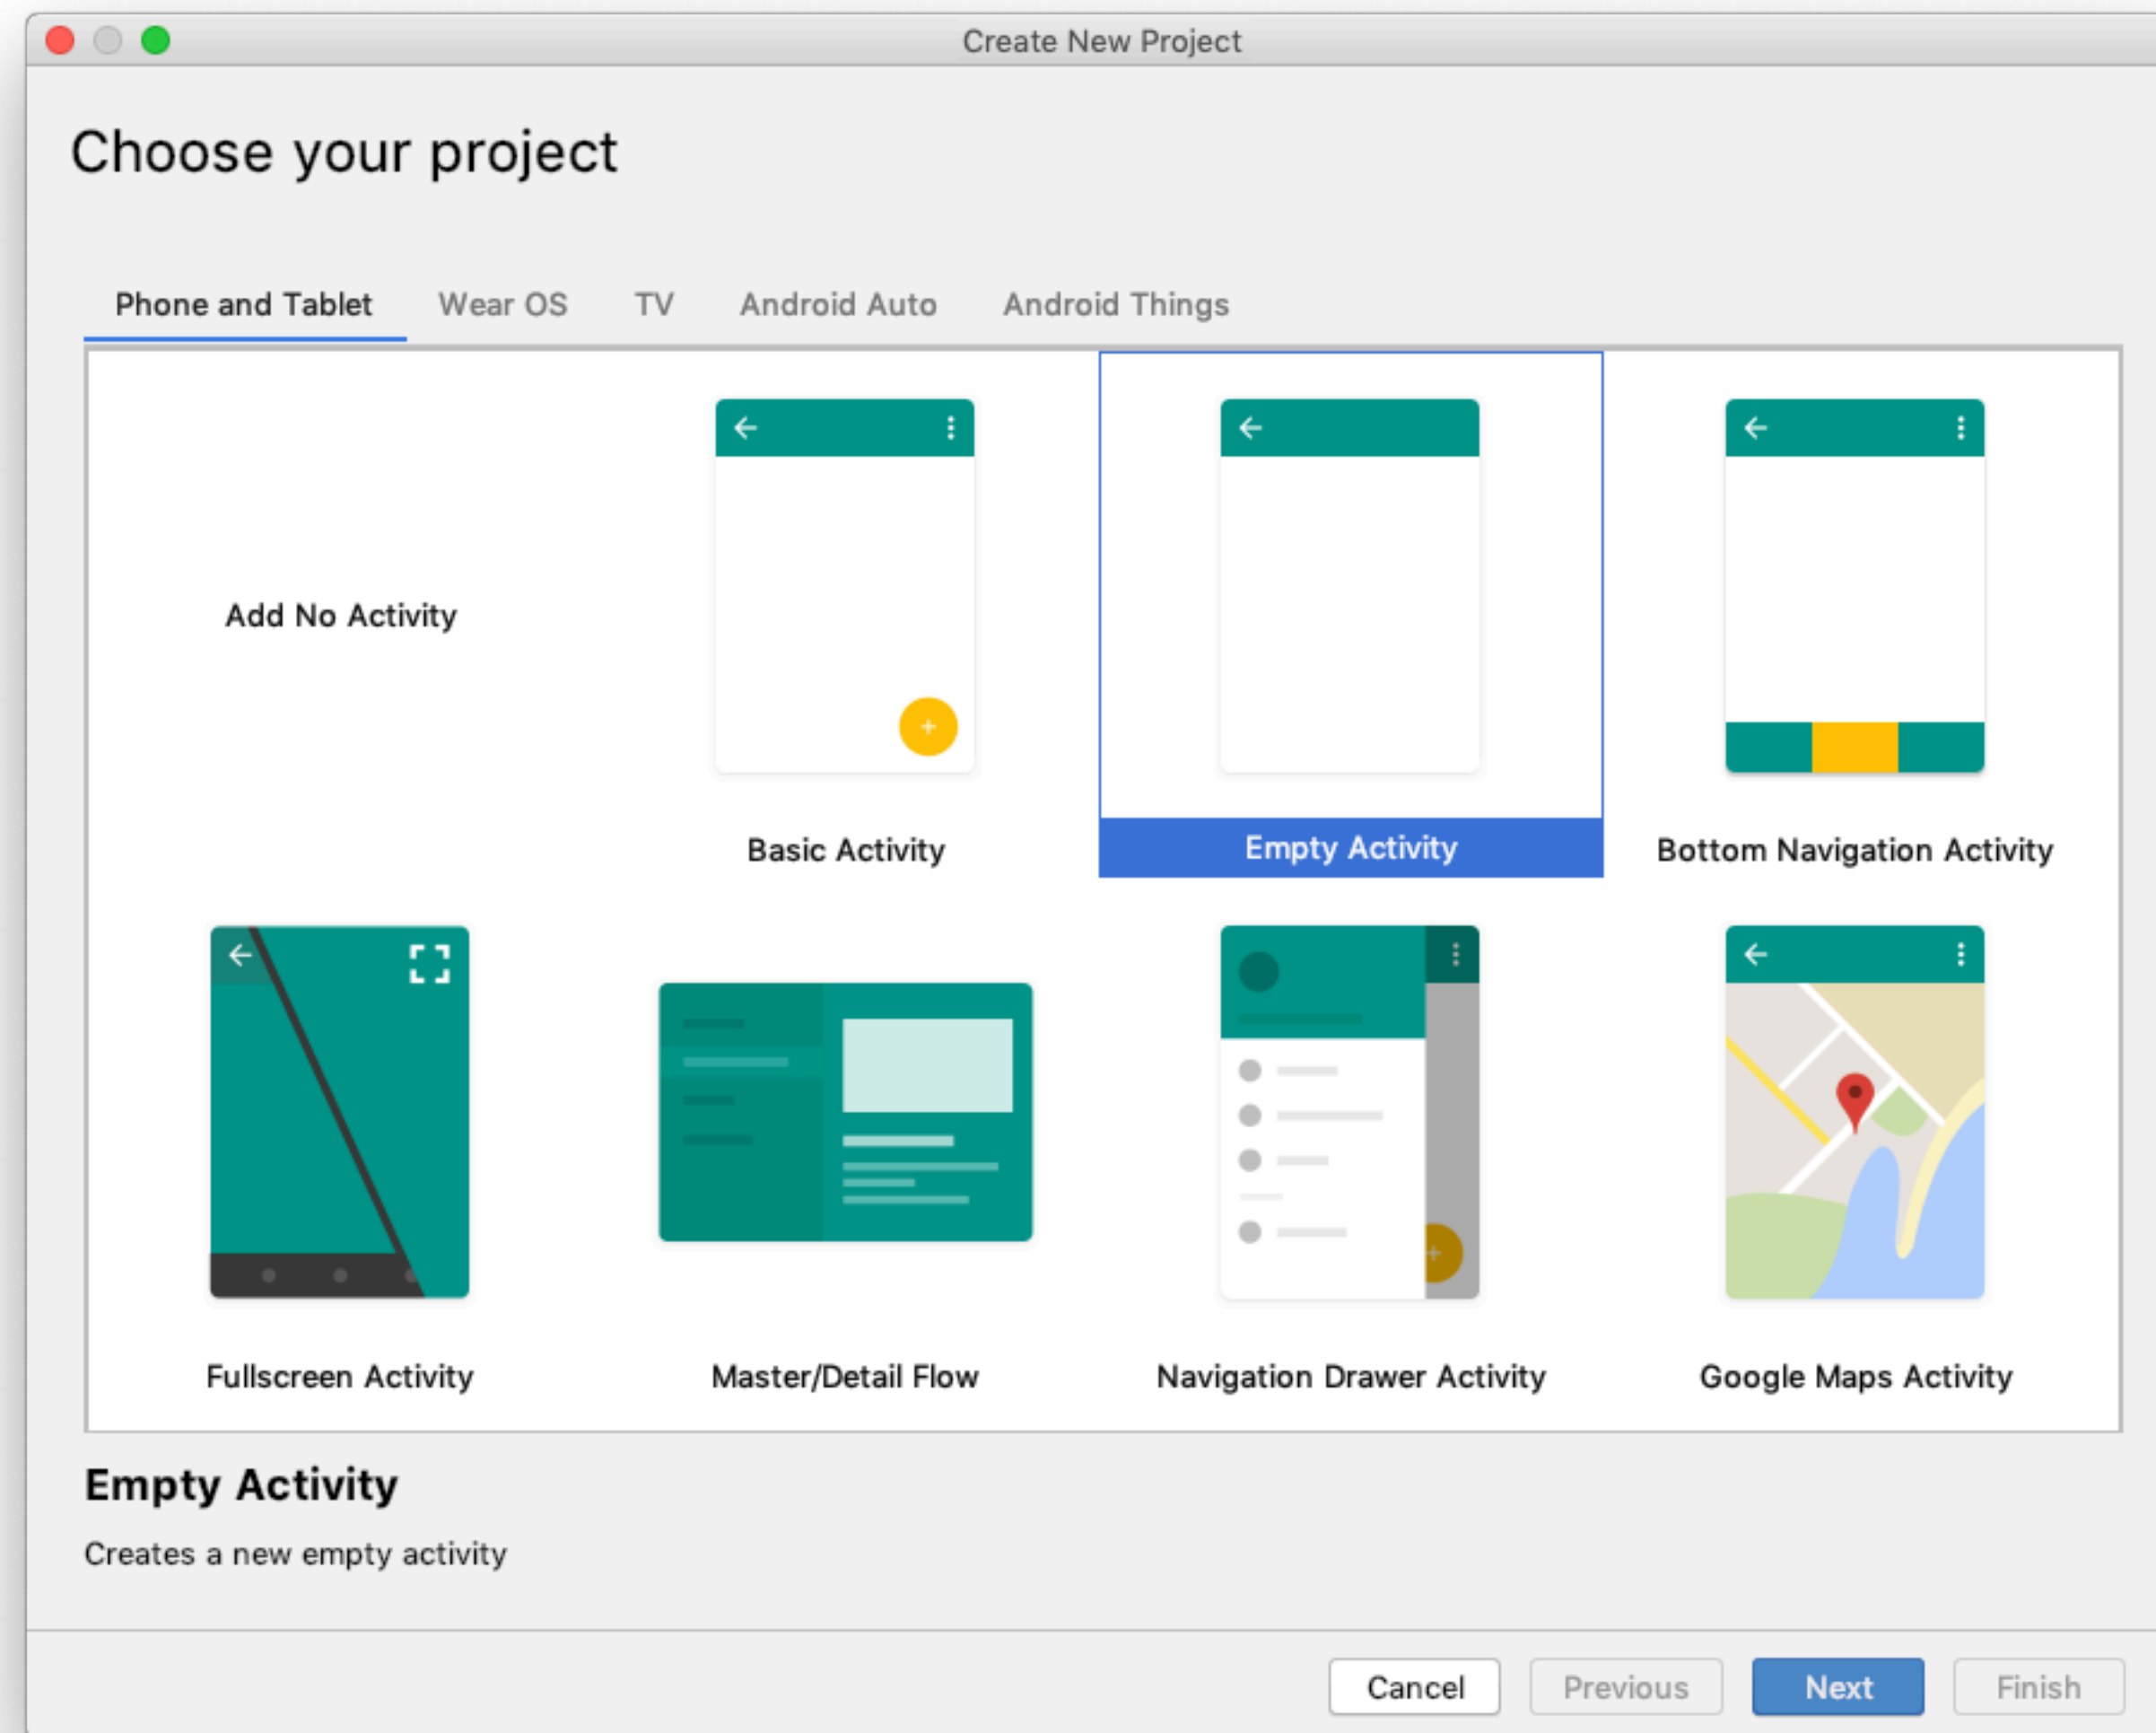 Create New Project
Choose your project
Phone and Tablet Wear OS TV Android Auto Android Things
Add No Activity
Basic Activity
Empty Activity
Bottom Navigation Activity
Fullscreen Activity
Master/Detail Flow
Navigation Drawer Activity
Google Maps Activity
Empty Activity
Creates a new empty activity
Cancel Previous Next Finish